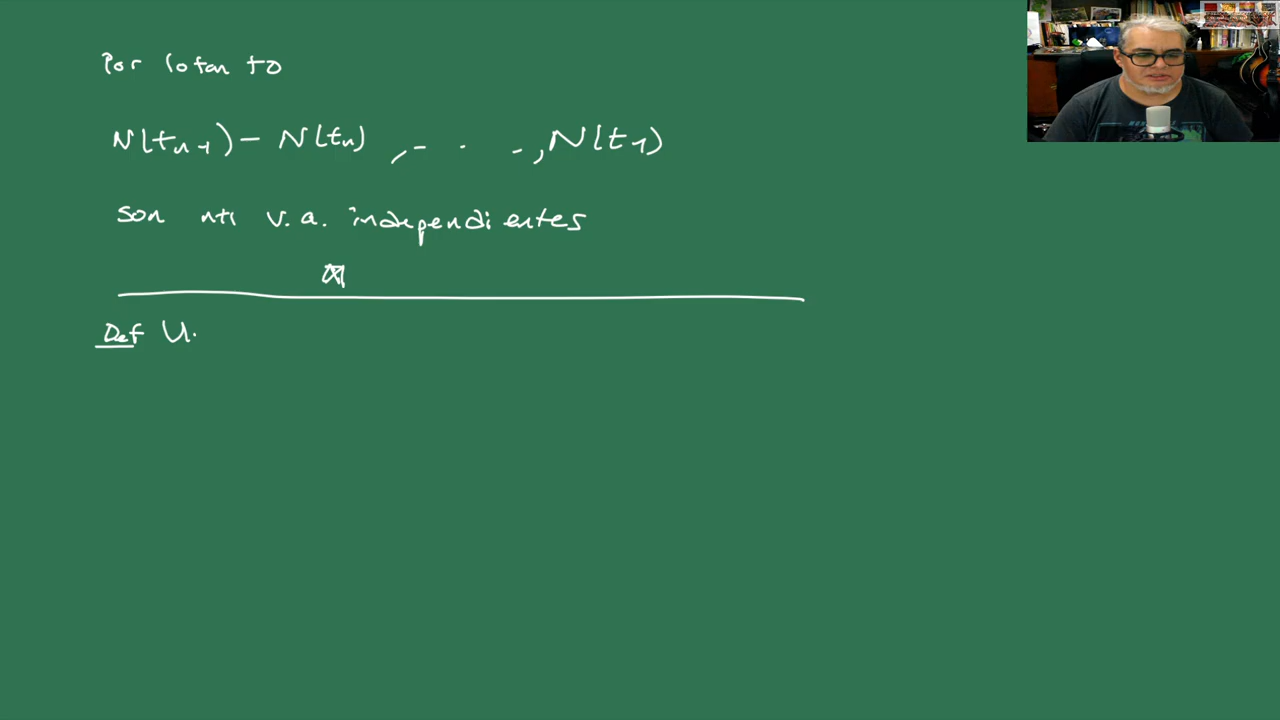 Por lo tanto
N(tₙ₊₁) - N(tₙ), . . . , N(t₁)
son n+1 v.a. independientes
Def U.